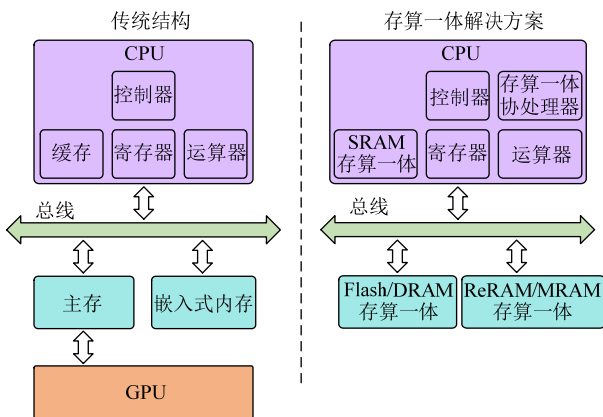 传统结构
CPU
控制器
缓存
寄存器
运算器
总线
主存
嵌入式内存
GPU
存算一体解决方案
CPU
控制器
存算一体
协处理器
SRAM
存算一体
寄存器
运算器
总线
Flash/DRAM
存算一体
ReRAM/MRAM
存算一体